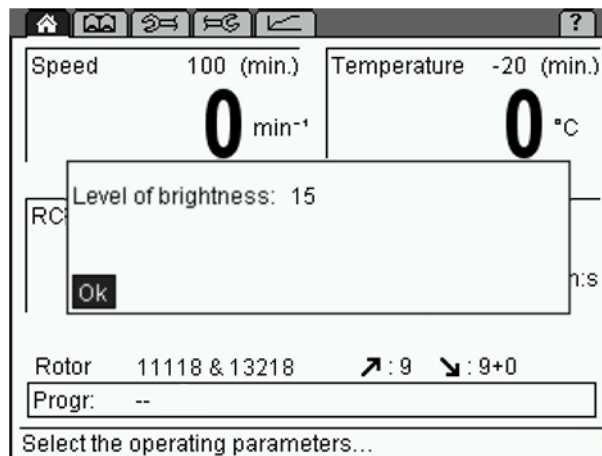 ?
Speed 100 (min.)
Temperature -20 (min.)
0 min⁻¹
0 °C
Level of brightness: 15
RC
:s
Ok
Rotor 11118 & 13218 ↗: 9 ↘: 9+0
Progr: --
Select the operating parameters...